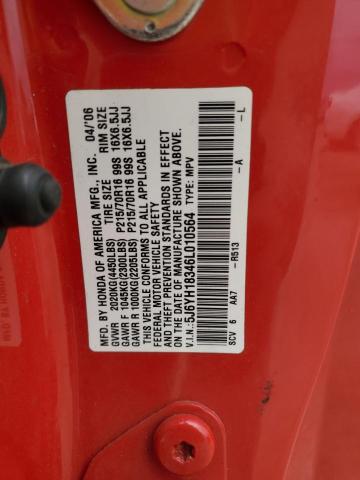 MFD. BY HONDA OF AMERICA MFG., INC. 04/'06
GVWR 2020KG(4450LBS) TIRE SIZE RIM SIZE
GAWR F 1045KG(2300LBS) P215/70R16 99S 16X6.5JJ
GAWR R 1000KG(2205LBS) P215/70R16 99S 16X6.5JJ
THIS VEHICLE CONFORMS TO ALL APPLICABLE
FEDERAL MOTOR VEHICLE SAFETY
AND THEFT PREVENTION STANDARDS IN EFFECT
ON THE DATE OF MANUFACTURE SHOWN ABOVE.
V.I.N.: 5J6YH18346L010564 TYPE: MPV
SCV 6 AA7 -R513 -A -L